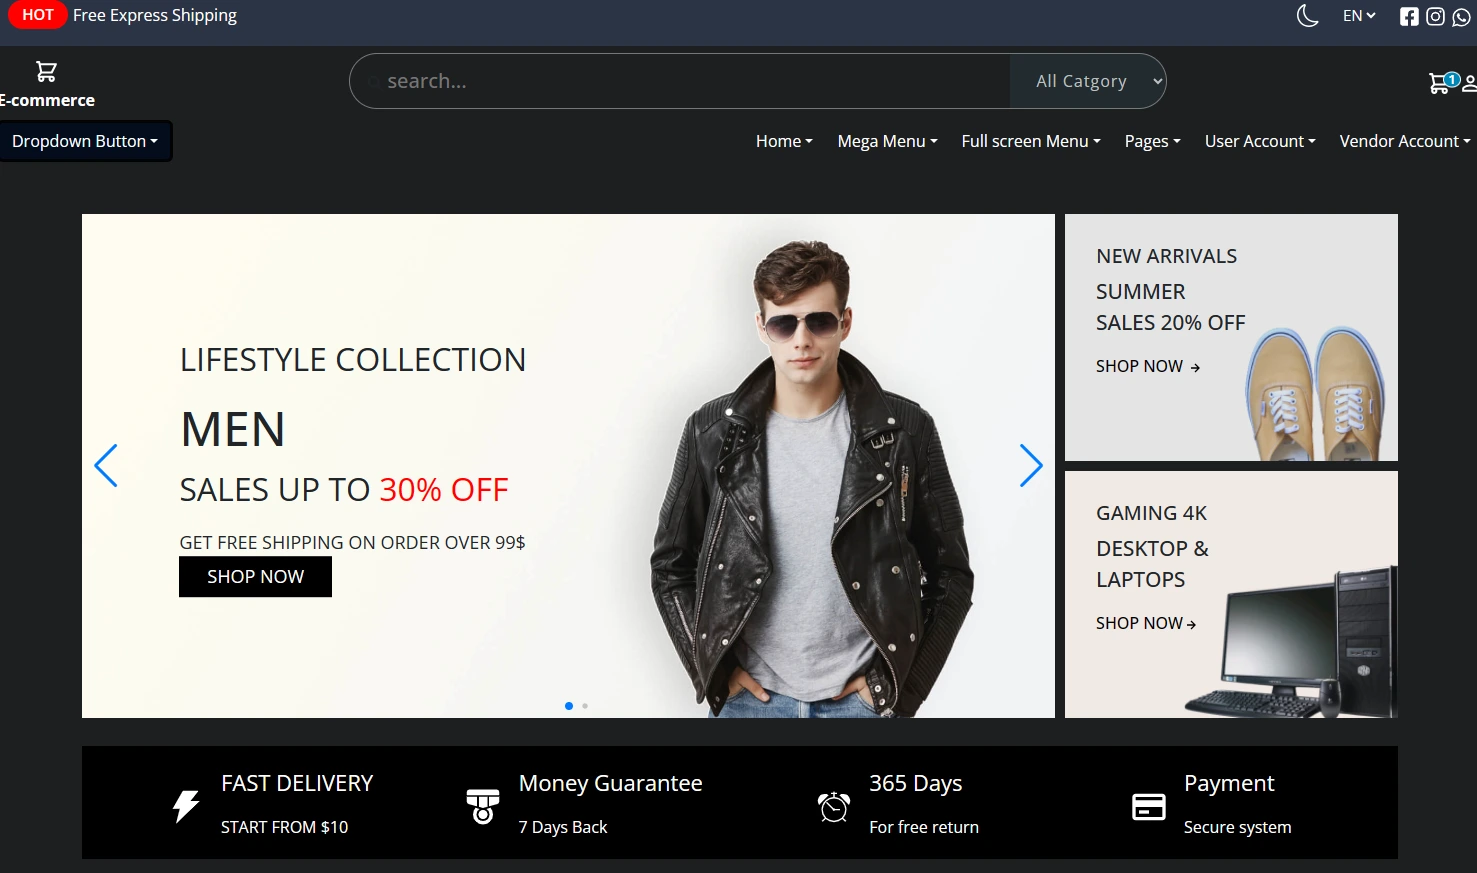 HOT Free Express Shipping
EN
E-commerce
search...
All Catgory
1
Dropdown Button
Home
Mega Menu
Full screen Menu
Pages
User Account
Vendor Account
LIFESTYLE COLLECTION
MEN
SALES UP TO 30% OFF
GET FREE SHIPPING ON ORDER OVER 99$
SHOP NOW
NEW ARRIVALS
SUMMER
SALES 20% OFF
SHOP NOW
GAMING 4K
DESKTOP &
LAPTOPS
SHOP NOW
FAST DELIVERY
START FROM $10
Money Guarantee
7 Days Back
365 Days
For free return
Payment
Secure system